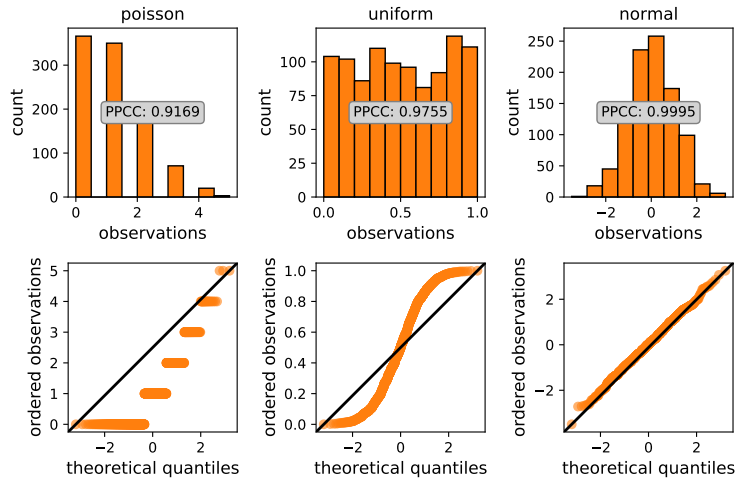 poisson
uniform
normal
count
300
200
100
0
PPCC: 0.9169
0
2
4
observations
count
100
75
50
25
0
PPCC: 0.9755
0.0
0.5
1.0
observations
count
250
200
150
100
50
0
PPCC: 0.9995
−2
0
2
observations
ordered observations
5
4
3
2
1
0
−2
0
2
theoretical quantiles
ordered observations
1.0
0.8
0.6
0.4
0.2
0.0
−2
0
2
theoretical quantiles
ordered observations
2
0
−2
−2
0
2
theoretical quantiles